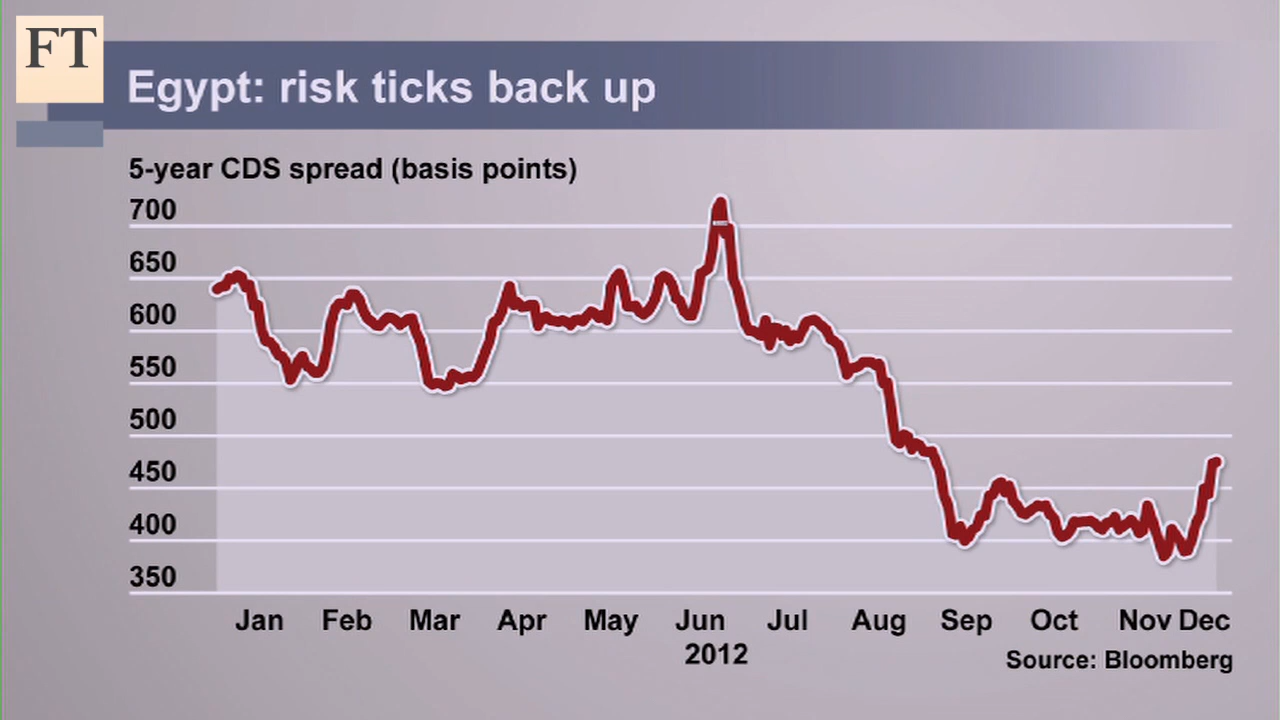 FT
Egypt: risk ticks back up
5-year CDS spread (basis points)
700
650
600
550
500
450
400
350
Jan Feb Mar Apr May Jun Jul Aug Sep Oct Nov Dec
2012
Source: Bloomberg